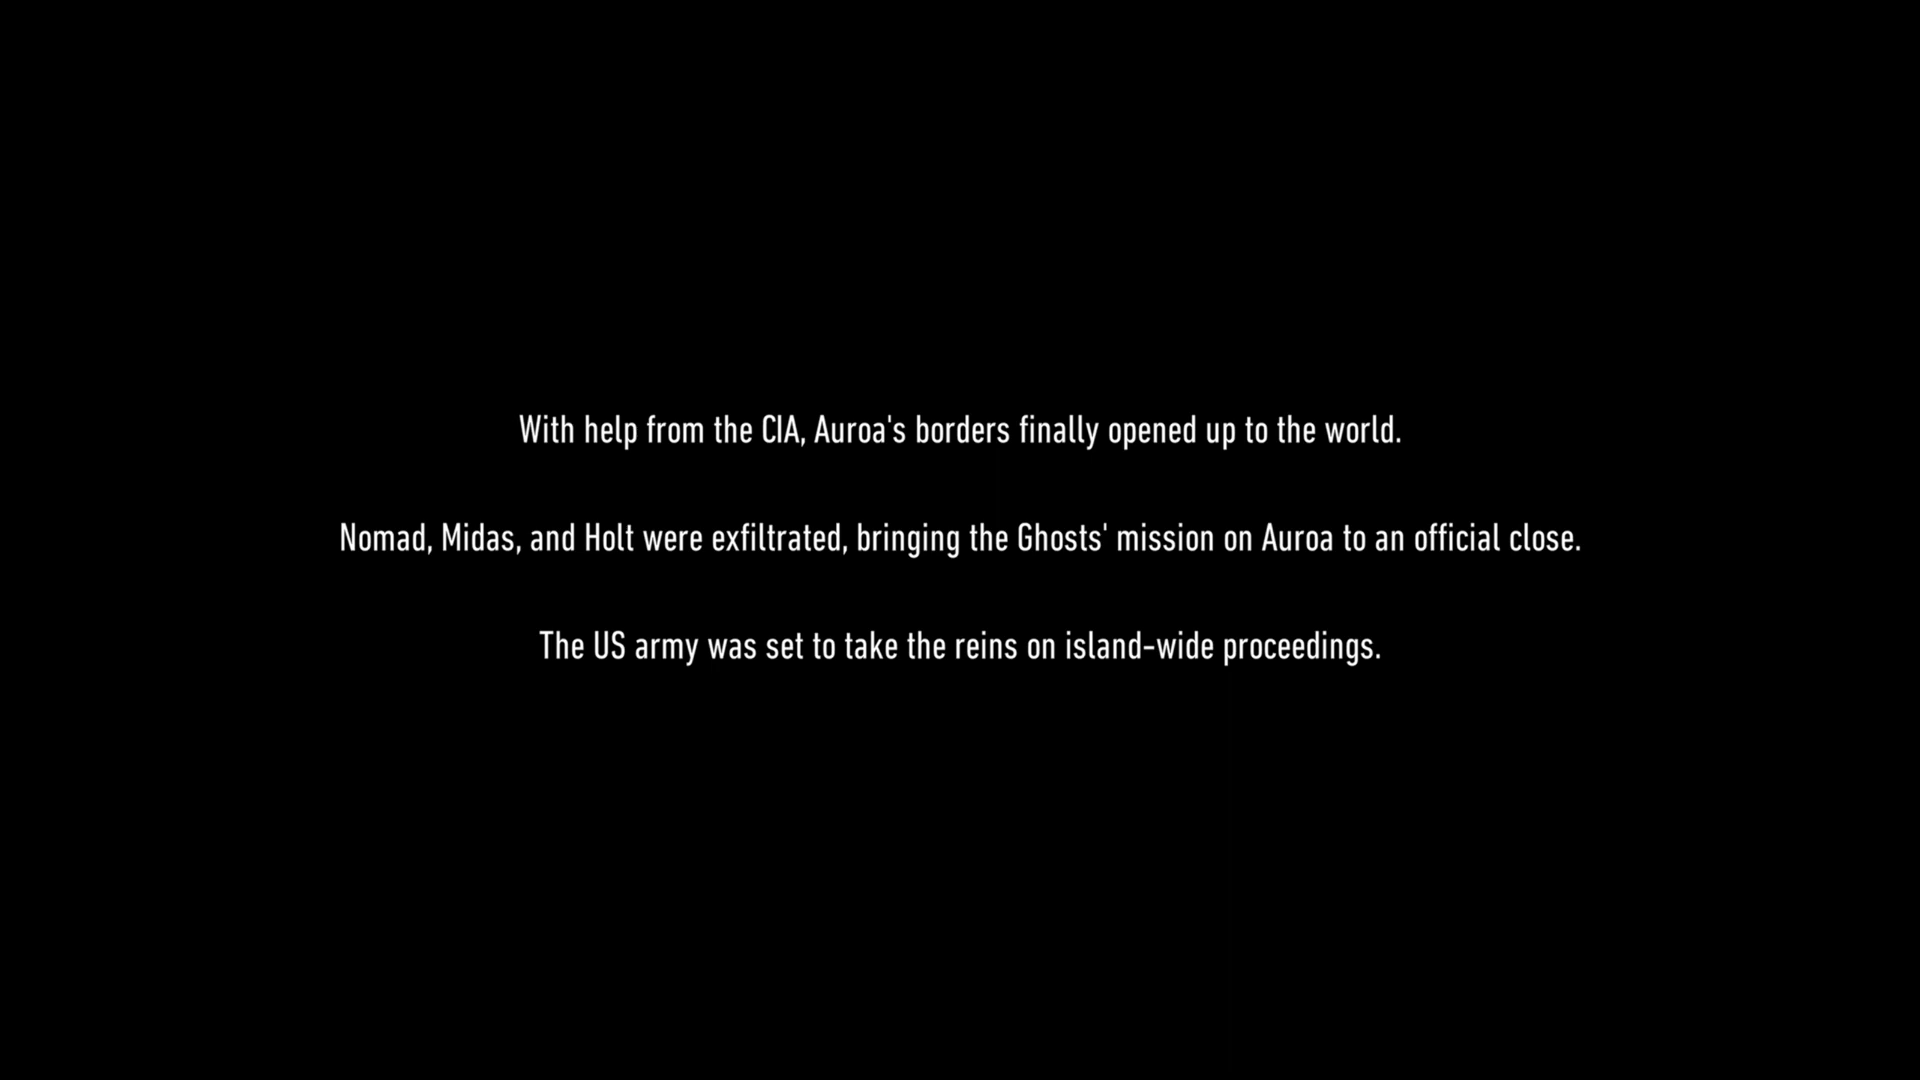 With help from the CIA, Auroa's borders finally opened up to the world.
Nomad, Midas, and Holt were exfiltrated, bringing the Ghosts' mission on Auroa to an official close.
The US army was set to take the reins on island-wide proceedings.